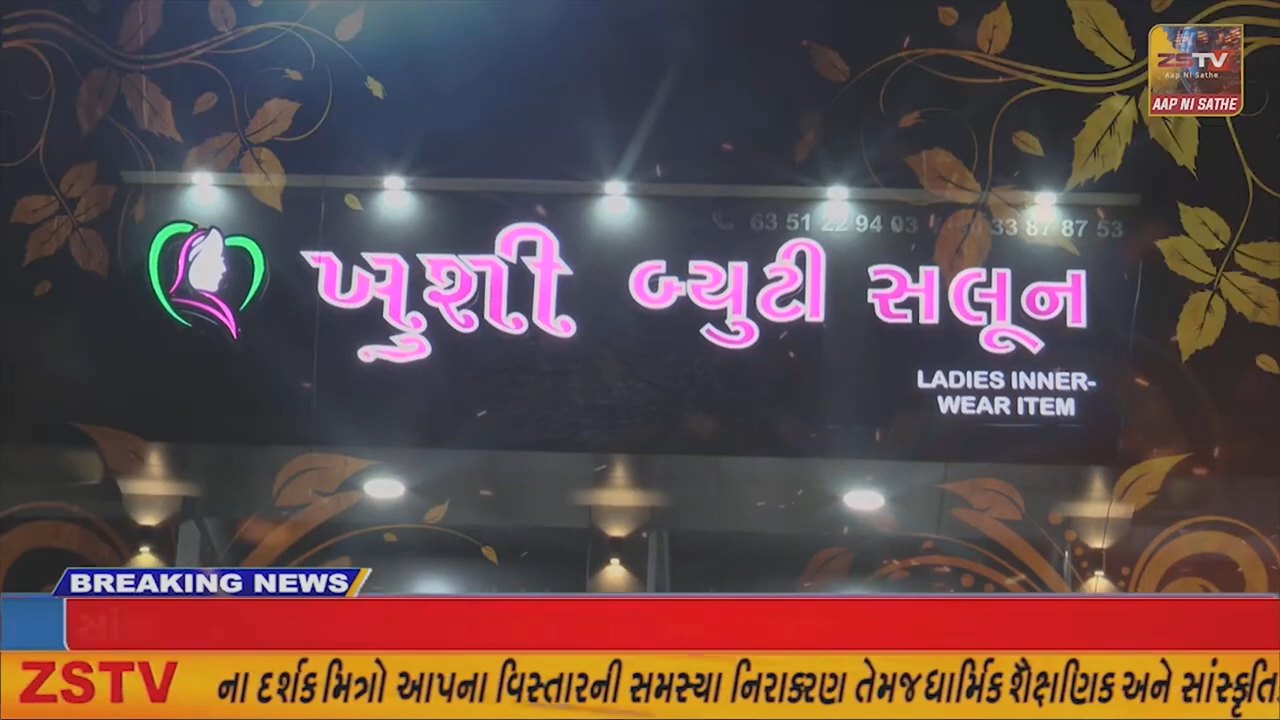 ZSTV
Aap Ni Sathe
AAP NI SATHE
63 51 22 94 03
33 87 87 53
ખુશી બ્યુટી સલૂન
LADIES INNER-
WEAR ITEM
BREAKING NEWS
સાં
ZSTV ના દર્શક મિત્રો આપના વિસ્તારની સમસ્યા નિરાકરણ તેમજ ધાર્મિક શૈક્ષણિક અને સાંસ્કૃતિ